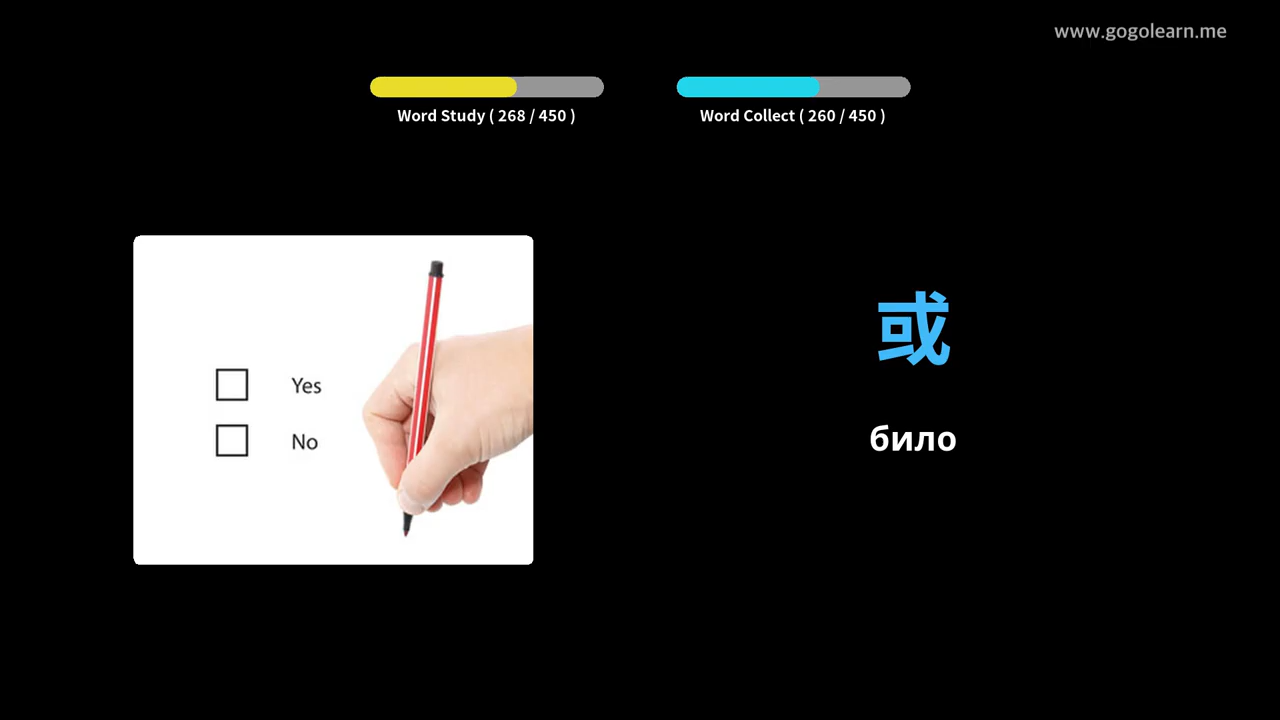 www.gogolearn.me
Word Study ( 268 / 450 )
Word Collect ( 260 / 450 )
Yes
No
或
било